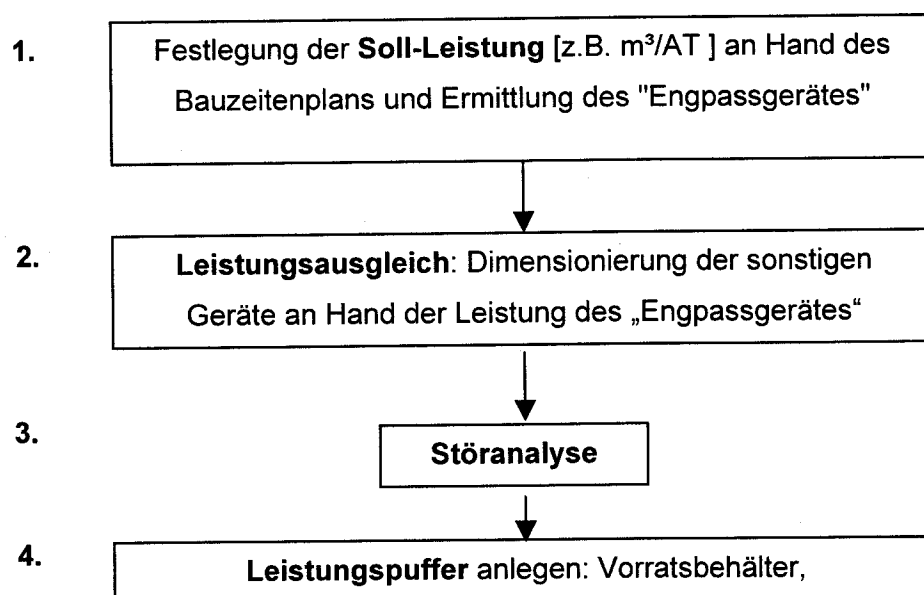 1. Festlegung der Soll-Leistung [z.B. m³/AT ] an Hand des
Bauzeitenplans und Ermittlung des "Engpassgerätes"
2. Leistungsausgleich: Dimensionierung der sonstigen
Geräte an Hand der Leistung des „Engpassgerätes“
3. Störanalyse
4. Leistungspuffer anlegen: Vorratsbehälter,